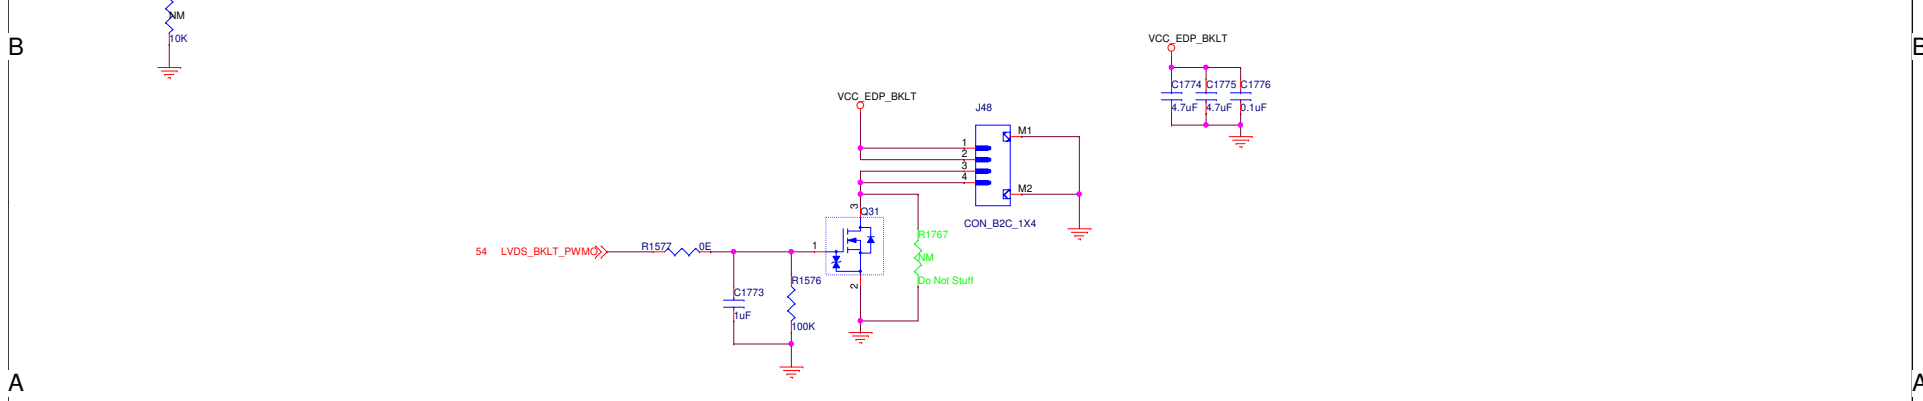 NM
10K
B
B
VCC_EDP_BKLT
C1774
C1775
C1776
4.7uF
4.7uF
0.1uF
VCC_EDP_BKLT
J48
M1
1
2
3
4
M2
3
Q31
CON_B2C_1X4
R1767
NM
Do Not Stuff
54
LVDS_BKLT_PWMO
R1577
0E
1
C1773
1uF
R1576
100K
2
A
A